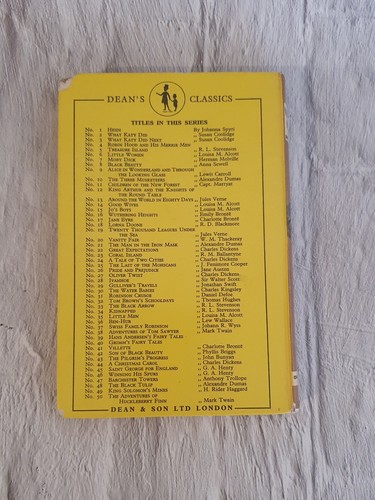 DEAN'S CLASSICS
TITLES IN THIS SERIES
No. 1 Heidi By Johanna Spyri
No. 2 What Katy Did „ Susan Coolidge
No. 3 What Katy Did Next „ Susan Coolidge
No. 4 Robin Hood and His Merrie Men
No. 5 Treasure Island „ R. L. Stevenson
No. 6 Little Women „ Louisa M. Alcott
No. 7 Moby Dick „ Herman Melville
No. 8 Black Beauty „ Anna Sewell
No. 9 Alice in Wonderland and Through
the Looking Glass „ Lewis Carroll
No. 10 The Three Musketeers „ Alexandre Dumas
No. 11 Children of the New Forest „ Capt. Marryat
No. 12 King Arthur and the Knights of
the Round Table
No. 13 Around the World in Eighty Days „ Jules Verne
No. 14 Good Wives „ Louisa M. Alcott
No. 15 Jo's Boys „ Louisa M. Alcott
No. 16 Wuthering Heights „ Emily Brontë
No. 17 Jane Eyre „ Charlotte Brontë
No. 18 Lorna Doone „ R. D. Blackmore
No. 19 Twenty Thousand Leagues Under
the Sea „ Jules Verne
No. 20 Vanity Fair „ W. M. Thackeray
No. 21 The Man in the Iron Mask „ Alexandre Dumas
No. 22 Great Expectations „ Charles Dickens
No. 23 Coral Island „ R. M. Ballantyne
No. 24 A Tale of Two Cities „ Charles Dickens
No. 25 The Last of the Mohicans „ J. Fenimore Cooper
No. 26 Pride and Prejudice „ Jane Austen
No. 27 Oliver Twist „ Charles Dickens
No. 28 Ivanhoe „ Sir Walter Scott
No. 29 Gulliver's Travels „ Jonathan Swift
No. 30 The Water Babies „ Charles Kingsley
No. 31 Robinson Crusoe „ Daniel Defoe
No. 32 Tom Brown's Schooldays „ Thomas Hughes
No. 33 The Black Arrow „ R. L. Stevenson
No. 34 Kidnapped „ R. L. Stevenson
No. 35 Little Men „ Louisa M. Alcott
No. 36 Ben-Hur „ Lew Wallace
No. 37 Swiss Family Robinson „ Johann R. Wyss
No. 38 Adventures of Tom Sawyer „ Mark Twain
No. 39 Hans Andersen's Fairy Tales
No. 40 Grimm's Fairy Tales
No. 41 Villette „ Charlotte Brontë
No. 42 Son of Black Beauty „ Phyllis Briggs
No. 43 The Pilgrim's Progress „ John Bunyan
No. 44 A Christmas Carol „ Charles Dickens
No. 45 Saint George for England „ G. A. Henty
No. 46 Winning His Spurs „ G. A. Henty
No. 47 Barchester Towers „ Anthony Trollope
No. 48 The Black Tulip „ Alexandre Dumas
No. 49 King Solomon's Mines „ H. Rider Haggard
No. 50 The Adventures of
Huckleberry Finn „ Mark Twain
DEAN & SON LTD LONDON